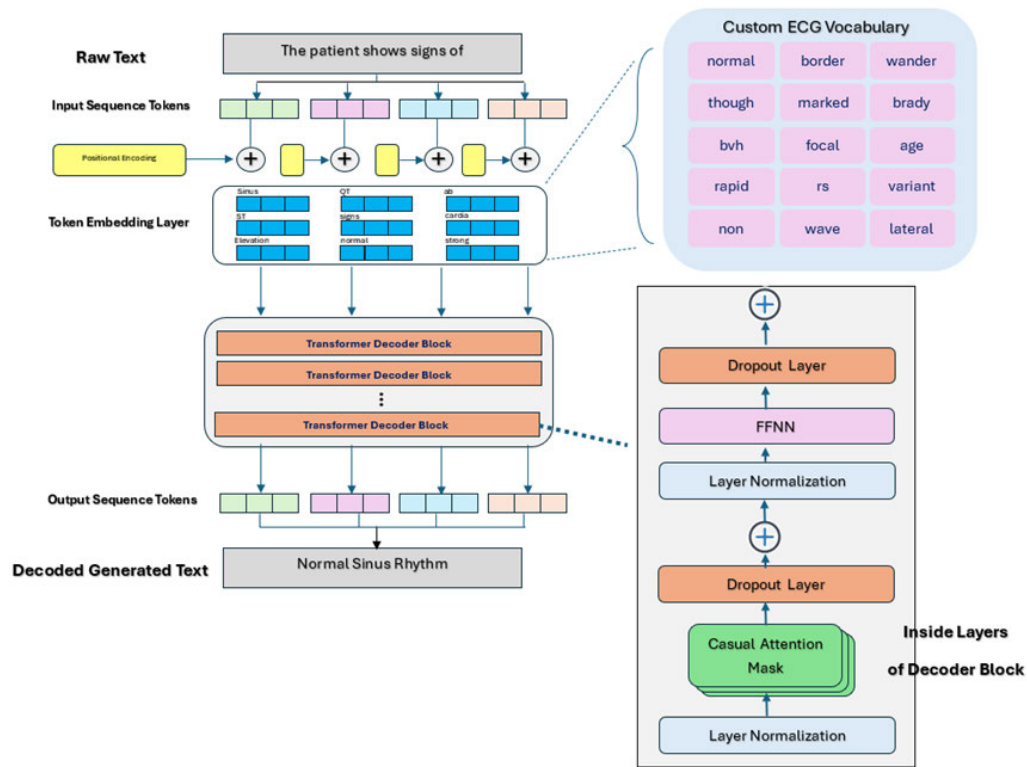 Raw Text
The patient shows signs of
Input Sequence Tokens
Positional Encoding
Token Embedding Layer
Sinus QT ab
ST signs cardia
Elevation normal strong
Transformer Decoder Block
Transformer Decoder Block
Transformer Decoder Block
Output Sequence Tokens
Decoded Generated Text
Normal Sinus Rhythm
Custom ECG Vocabulary
normal border wander
though marked brady
bvh focal age
rapid rs variant
non wave lateral
Dropout Layer
FFNN
Layer Normalization
Dropout Layer
Casual Attention
Mask
Layer Normalization
Inside Layers
of Decoder Block